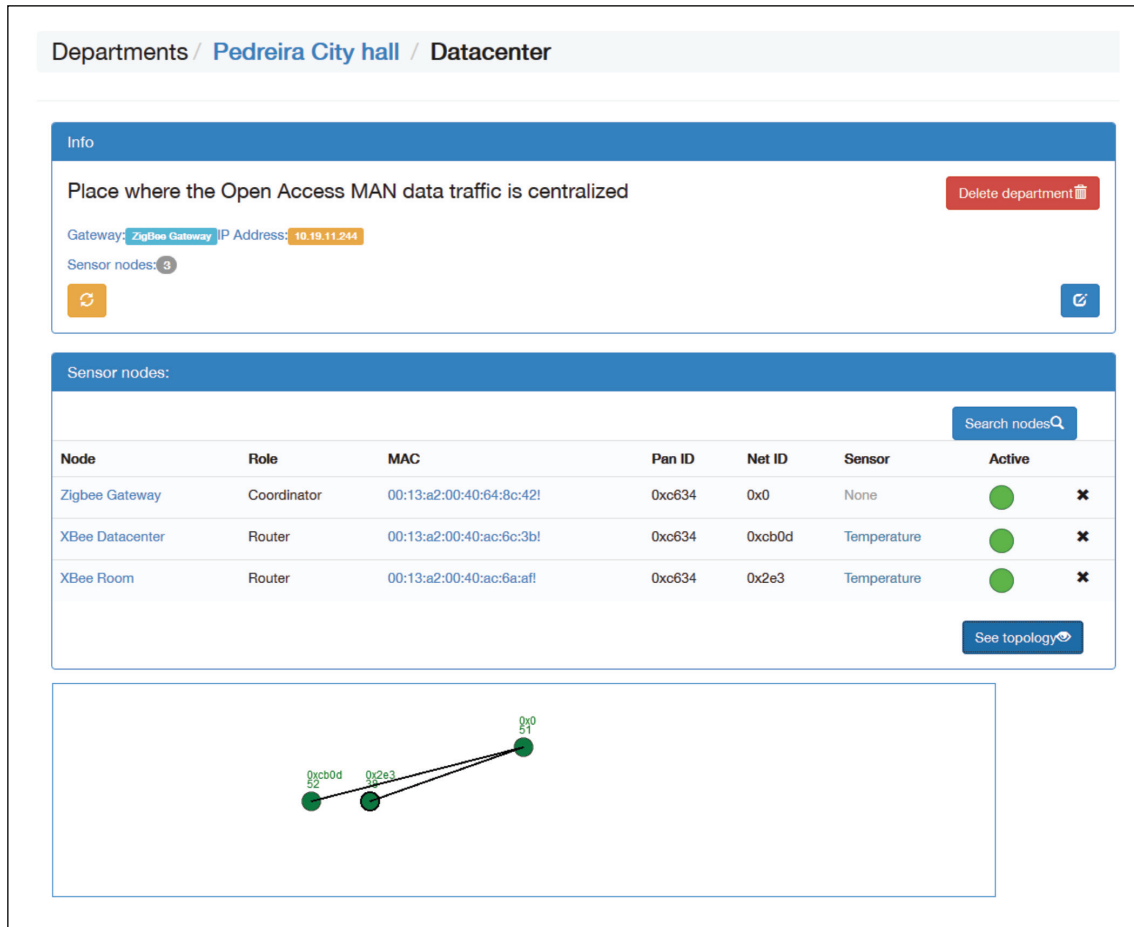 Departments / Pedreira City hall / Datacenter
Info
Place where the Open Access MAN data traffic is centralized
Delete department
Gateway: ZigBee Gateway IP Address: 10.19.11.244
Sensor nodes: 3
Sensor nodes:
Search nodes
Node Role MAC Pan ID Net ID Sensor Active
Zigbee Gateway Coordinator 00:13:a2:00:40:64:8c:42! 0xc634 0x0 None
XBee Datacenter Router 00:13:a2:00:40:ac:6c:3b! 0xc634 0xcb0d Temperature
XBee Room Router 00:13:a2:00:40:ac:6a:af! 0xc634 0x2e3 Temperature
See topology
0x0
51
0xcb0d 0x2e3
52